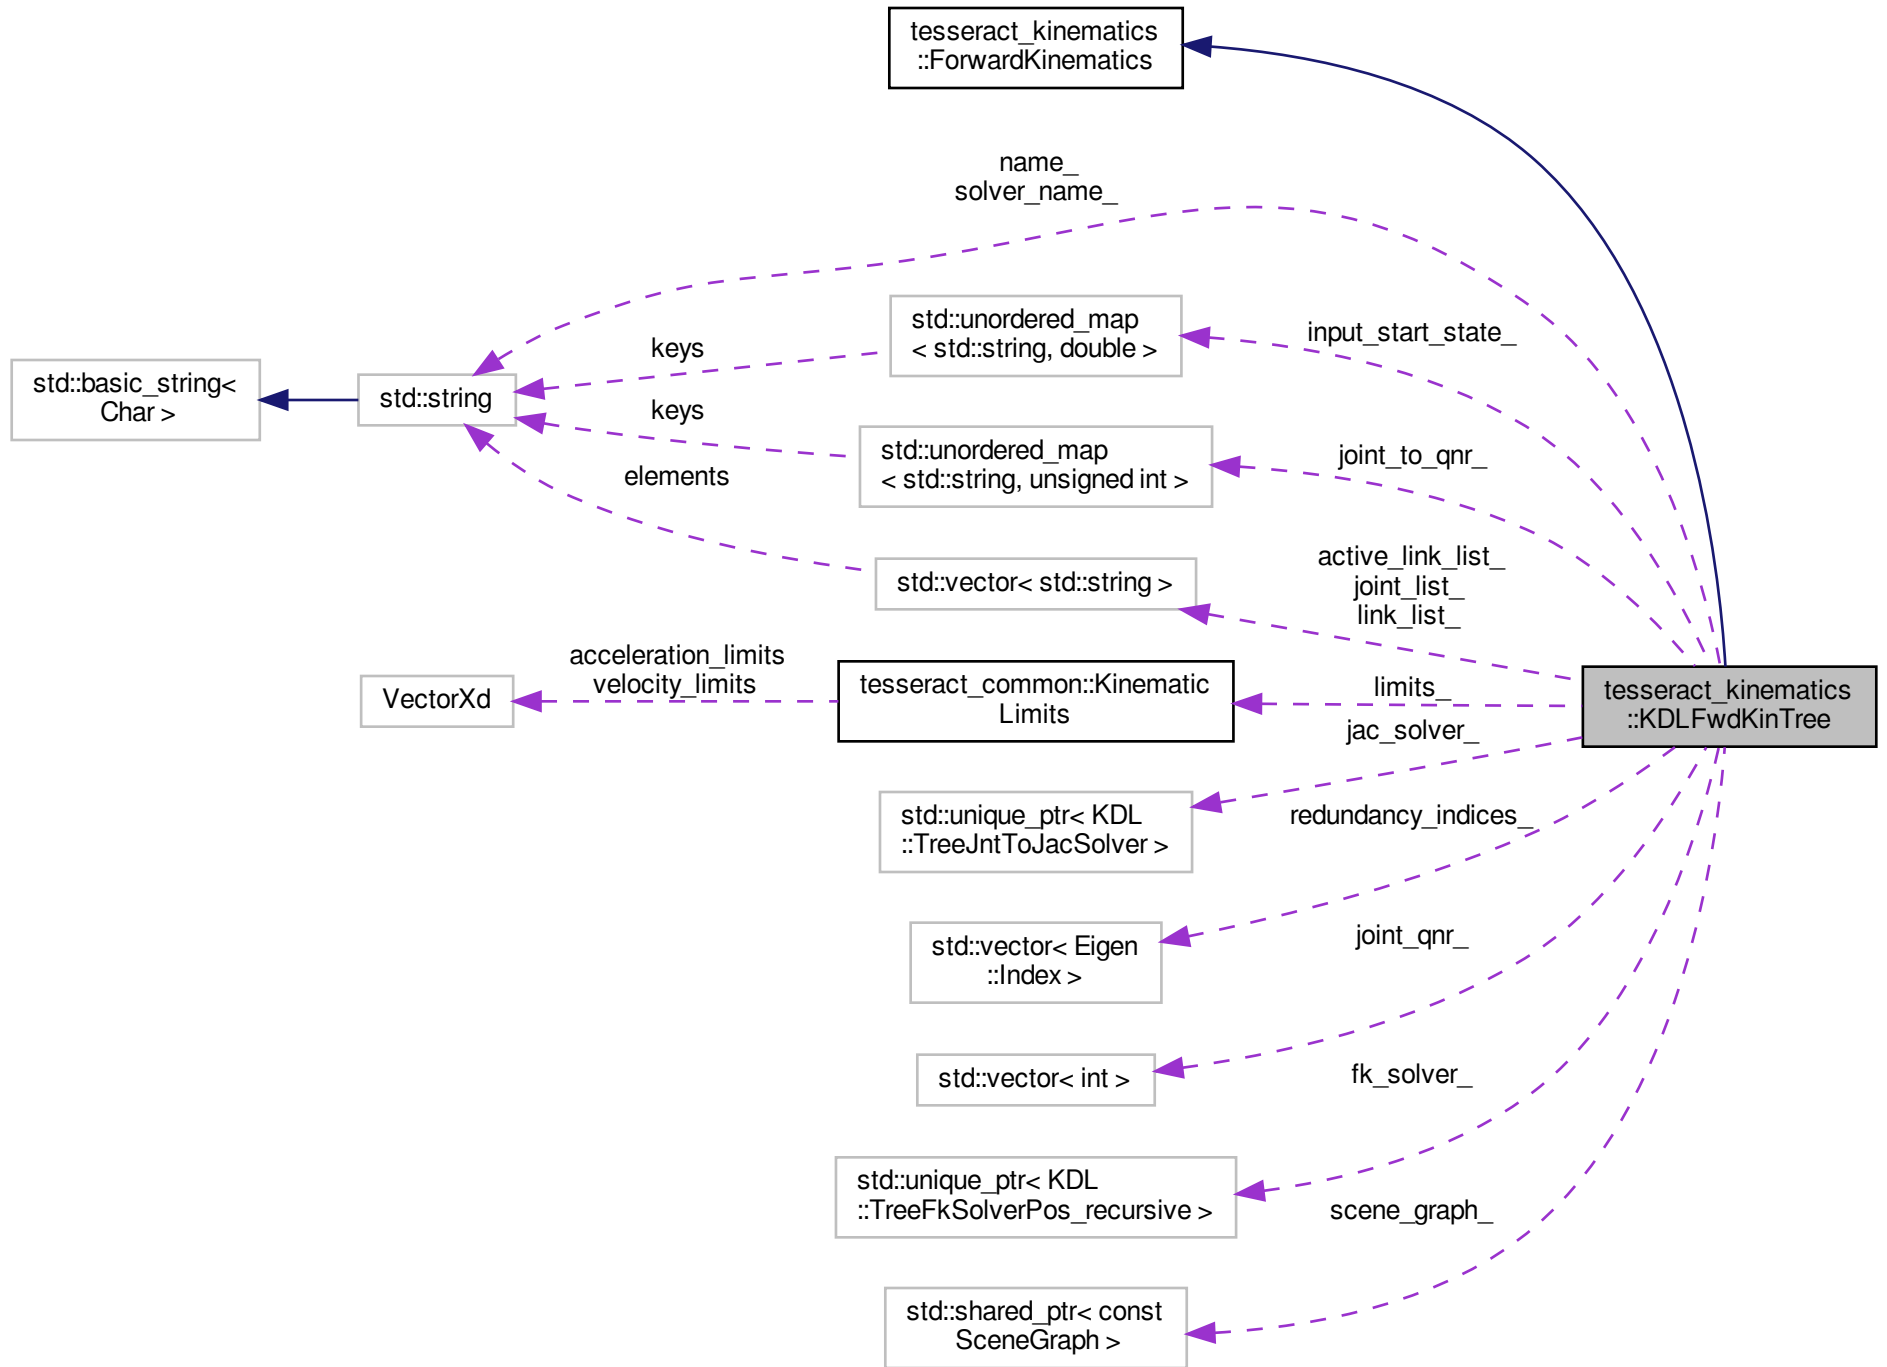 tesseract_kinematics
::ForwardKinematics
name_
solver_name_
std::unordered_map
< std::string, double >
input_start_state_
keys
std::basic_string<
Char >
std::string
keys
std::unordered_map
< std::string, unsigned int >
joint_to_qnr_
elements
std::vector< std::string >
active_link_list_
joint_list_
link_list_
acceleration_limits
velocity_limits
VectorXd
tesseract_common::Kinematic
Limits
limits_
tesseract_kinematics
::KDLFwdKinTree
jac_solver_
std::unique_ptr< KDL
::TreeJntToJacSolver >
redundancy_indices_
std::vector< Eigen
::Index >
joint_qnr_
std::vector< int >
fk_solver_
std::unique_ptr< KDL
::TreeFkSolverPos_recursive >
scene_graph_
std::shared_ptr< const
SceneGraph >